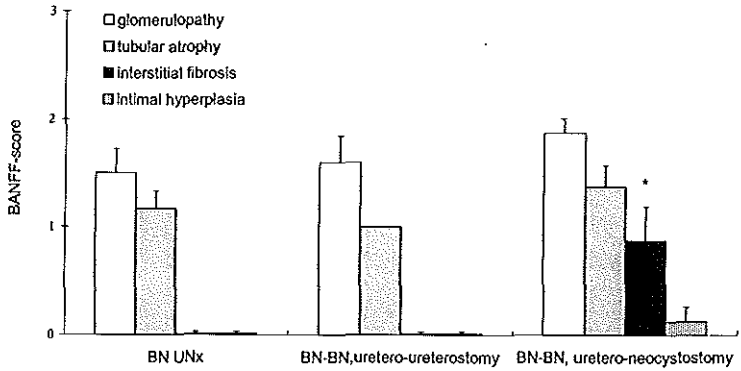 3
glomerulopathy
tubular atrophy
interstitial fibrosis
intimal hyperplasia
2
*
1
0
BANFF-score
BN UNx
BN-BN,uretero-ureterostomy
BN-BN, uretero-neocystostomy